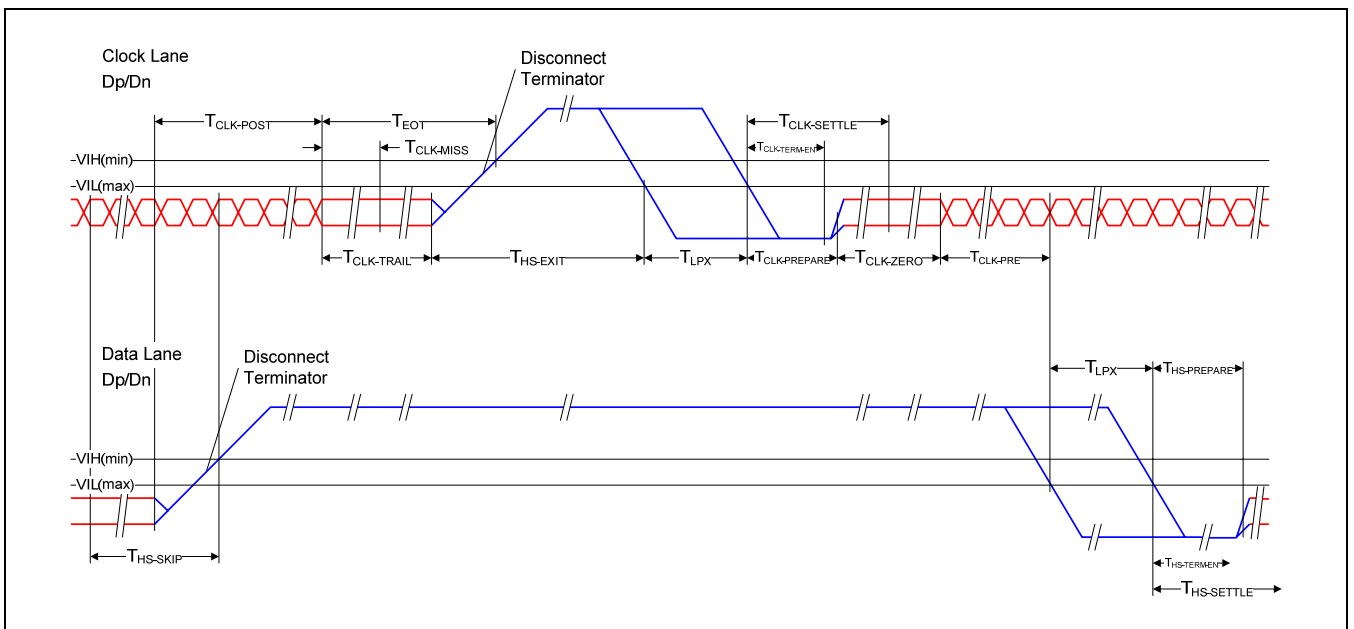 Clock Lane
Dp/Dn
Disconnect
Terminator
TCLK-POST
TEOT
TCLK-SETTLE
TCLK-MISS
TCLK-TERM-EN
VIH(min)
VIL(max)
TCLK-TRAIL
THS-EXIT
TLPX
TCLK-PREPARE
TCLK-ZERO
TCLK-PRE
Data Lane
Dp/Dn
Disconnect
Terminator
TLPX
THS-PREPARE
VIH(min)
VIL(max)
THS-SKIP
THS-TERM-EN
THS-SETTLE